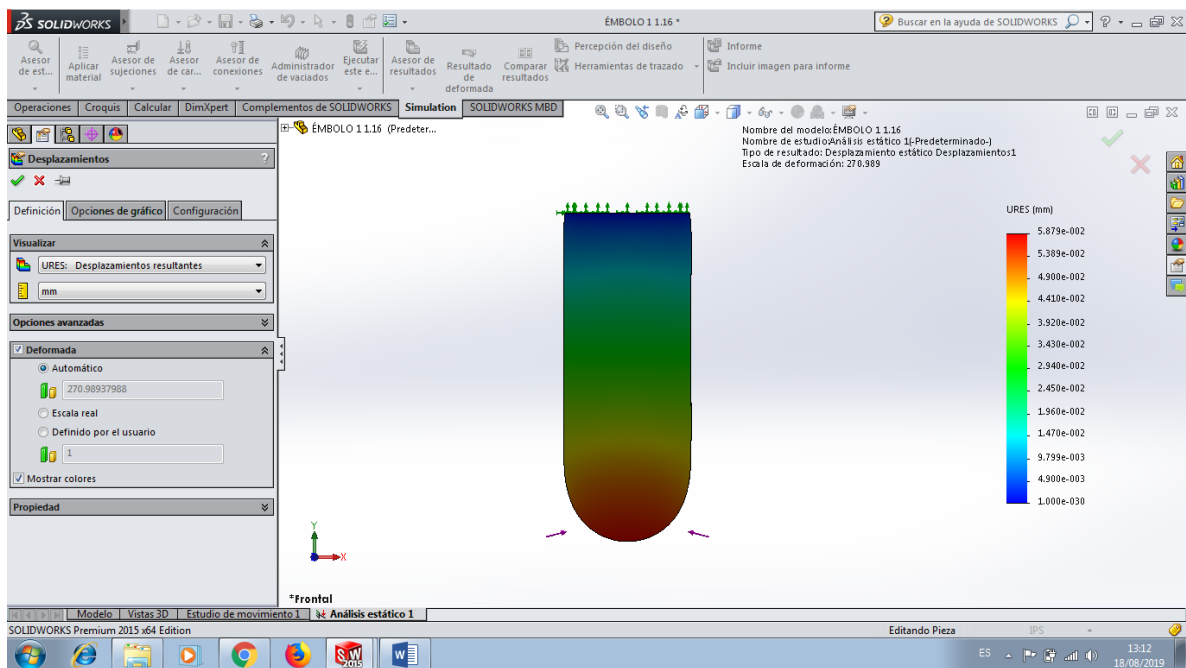 SOLIDWORKS
ÉMBOLO 1 1.16 *
Buscar en la ayuda de SOLIDWORKS
Asesor de est...
Aplicar material
Asesor de sujeciones
Asesor de car...
Asesor de conexiones
Administrador de vaciados
Ejecutar este e...
Asesor de resultados
Resultado de deformada
Comparar resultados
Percepción del diseño
Herramientas de trazado
Informe
Incluir imagen para informe
Operaciones Croquis Calcular DimXpert Complementos de SOLIDWORKS Simulation SOLIDWORKS MBD
ÉMBOLO 1 1.16 (Predeter...
Desplazamientos ?
Definición Opciones de gráfico Configuración
Visualizar
URES: Desplazamientos resultantes
mm
Opciones avanzadas
Deformada
Automático
270.98937988
Escala real
Definido por el usuario
1
Mostrar colores
Propiedad
Nombre del modelo:ÉMBOLO 1 1.16
Nombre de estudio:Análisis estático 1(-Predeterminado-)
Tipo de resultado: Desplazamiento estático Desplazamientos1
Escala de deformación: 270.989
URES (mm)
5.879e-002
5.389e-002
4.900e-002
4.410e-002
3.920e-002
3.430e-002
2.940e-002
2.450e-002
1.960e-002
1.470e-002
9.799e-003
4.900e-003
1.000e-030
Y
X
*Frontal
Modelo Vistas 3D Estudio de movimiento 1 Análisis estático 1
SOLIDWORKS Premium 2015 x64 Edition
Editando Pieza
IPS
SW
2015
W
ES
13:12
18/08/2019